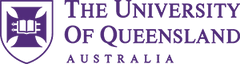 THE UNIVERSITY
OF QUEENSLAND
AUSTRALIA